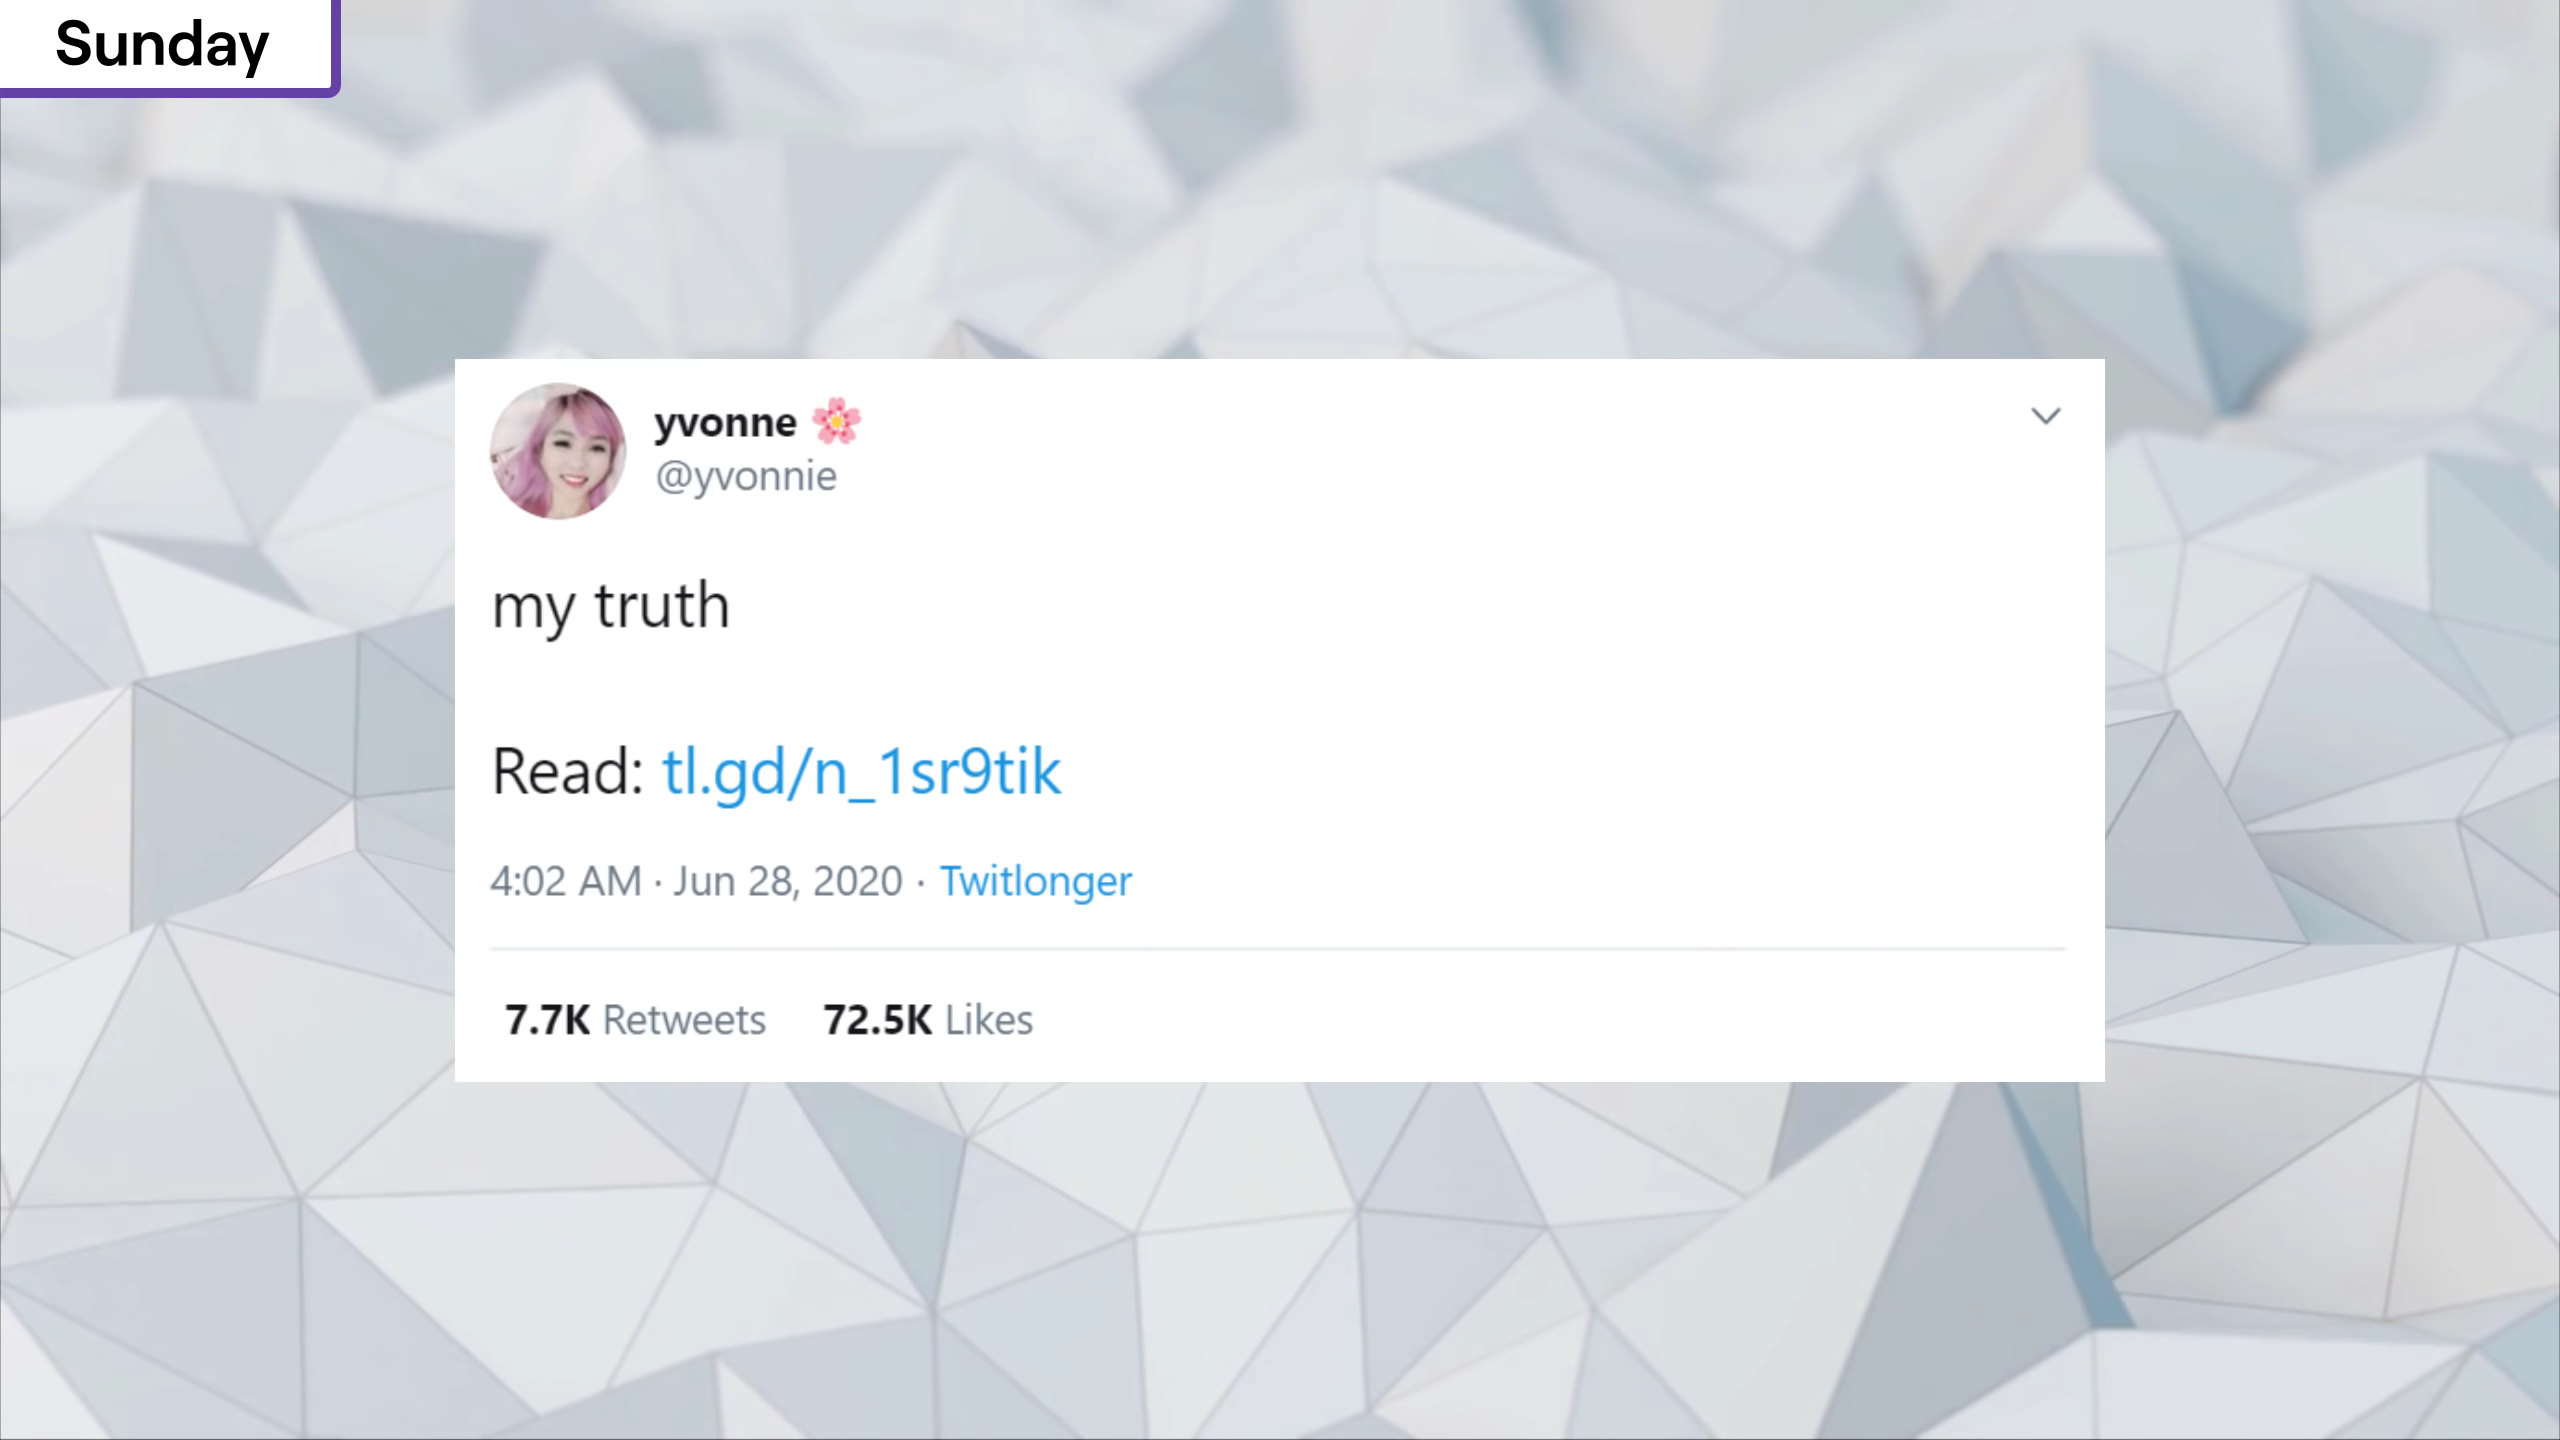 Sunday
yvonne 🌸
@yvonnie
my truth
Read: tl.gd/n_1sr9tik
4:02 AM · Jun 28, 2020 · Twitlonger
7.7K Retweets 72.5K Likes